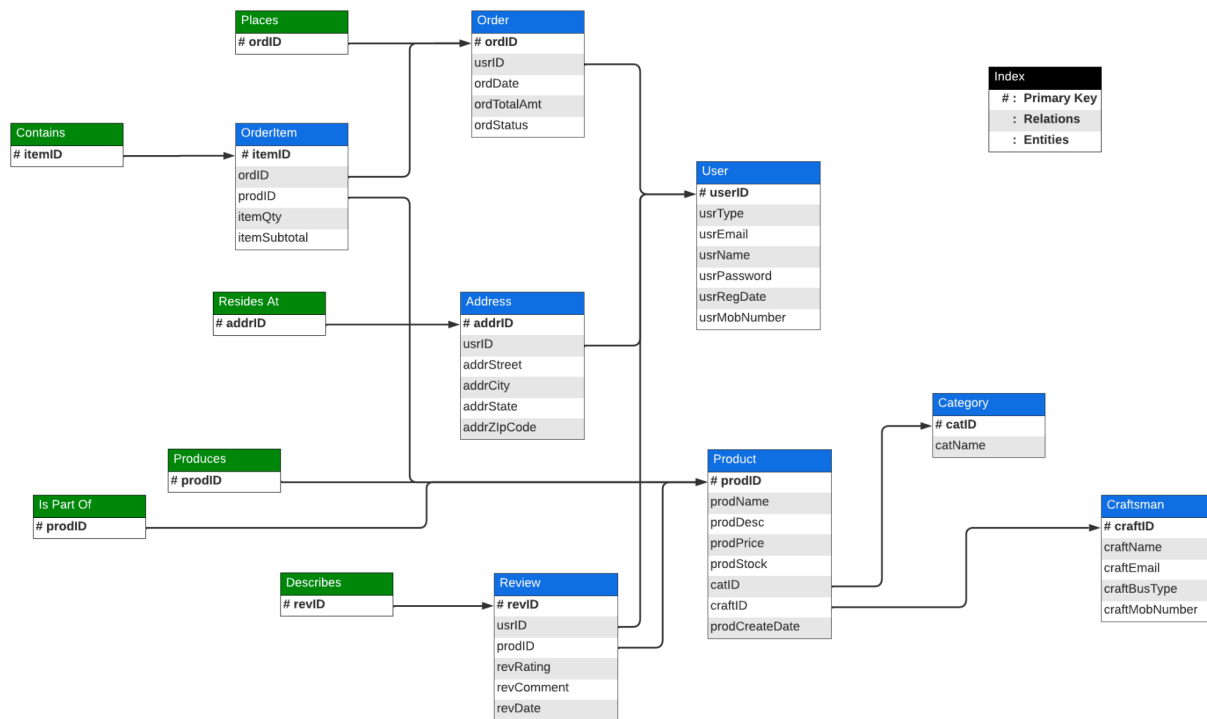 Places
# ordID
Order
# ordID
usrID
ordDate
ordTotalAmt
ordStatus
Index
# : Primary Key
: Relations
: Entities
Contains
# itemID
OrderItem
# itemID
ordID
prodID
itemQty
itemSubtotal
User
# userID
usrType
usrEmail
usrName
usrPassword
usrRegDate
usrMobNumber
Resides At
# addrID
Address
# addrID
usrID
addrStreet
addrCity
addrState
addrZIpCode
Category
# catID
catName
Produces
# prodID
Is Part Of
# prodID
Product
# prodID
prodName
prodDesc
prodPrice
prodStock
catID
craftID
prodCreateDate
Craftsman
# craftID
craftName
craftEmail
craftBusType
craftMobNumber
Describes
# revID
Review
# revID
usrID
prodID
revRating
revComment
revDate